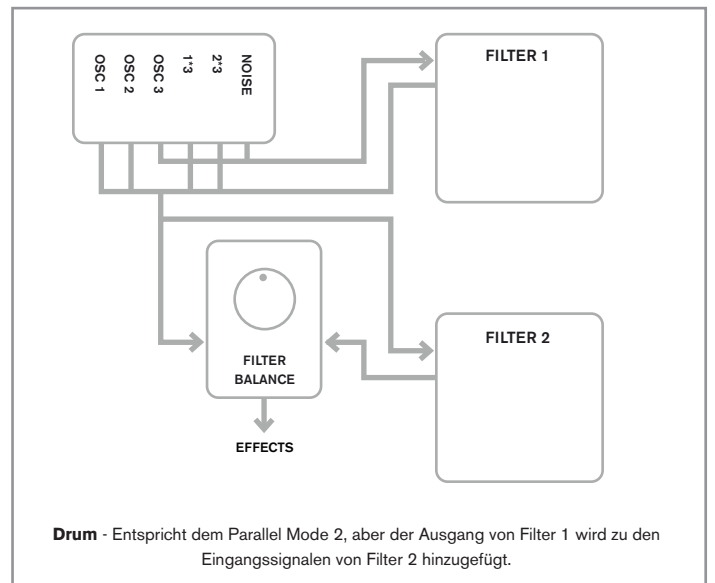 OSC 1
OSC 2
OSC 3
1*3
2*3
NOISE
FILTER 1
FILTER 2
FILTER
BALANCE
EFFECTS
Drum - Entspricht dem Parallel Mode 2, aber der Ausgang von Filter 1 wird zu den
Eingangssignalen von Filter 2 hinzugefügt.